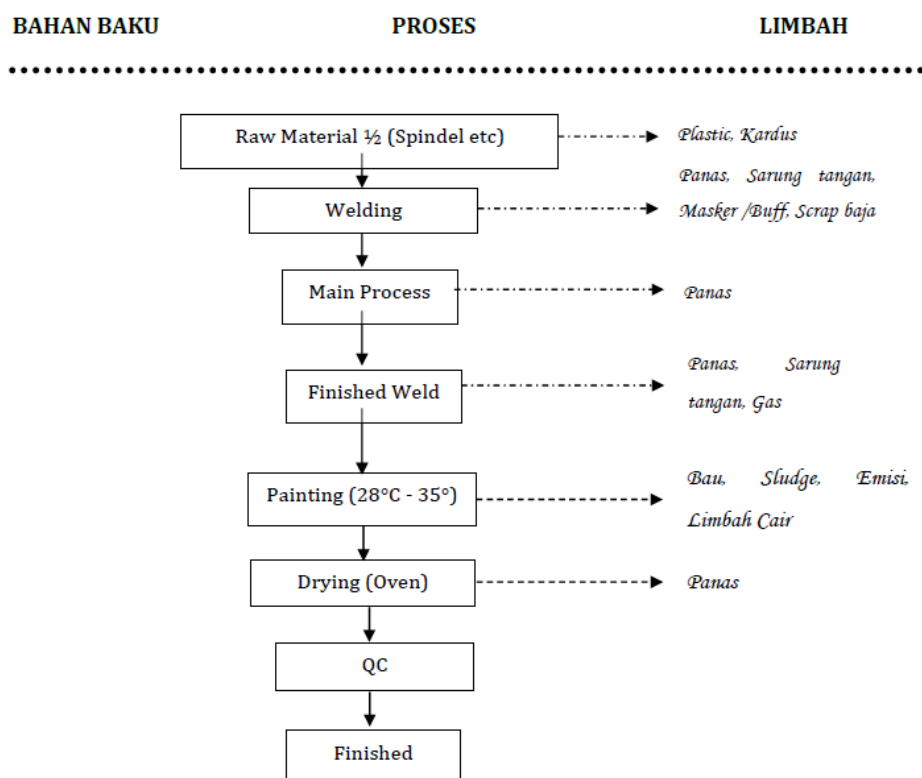 BAHAN BAKU PROSES LIMBAH
Raw Material ½ (Spindel etc)
Plastic, Kardus
Panas, Sarung tangan,
Welding
Masker /Buff, Scrap baja
Main Process
Panas
Panas, Sarung
Finished Weld
tangan, Gas
Bau, Sludge, Emisi,
Painting (28°C - 35°)
Limbah Cair
Drying (Oven)
Panas
QC
Finished